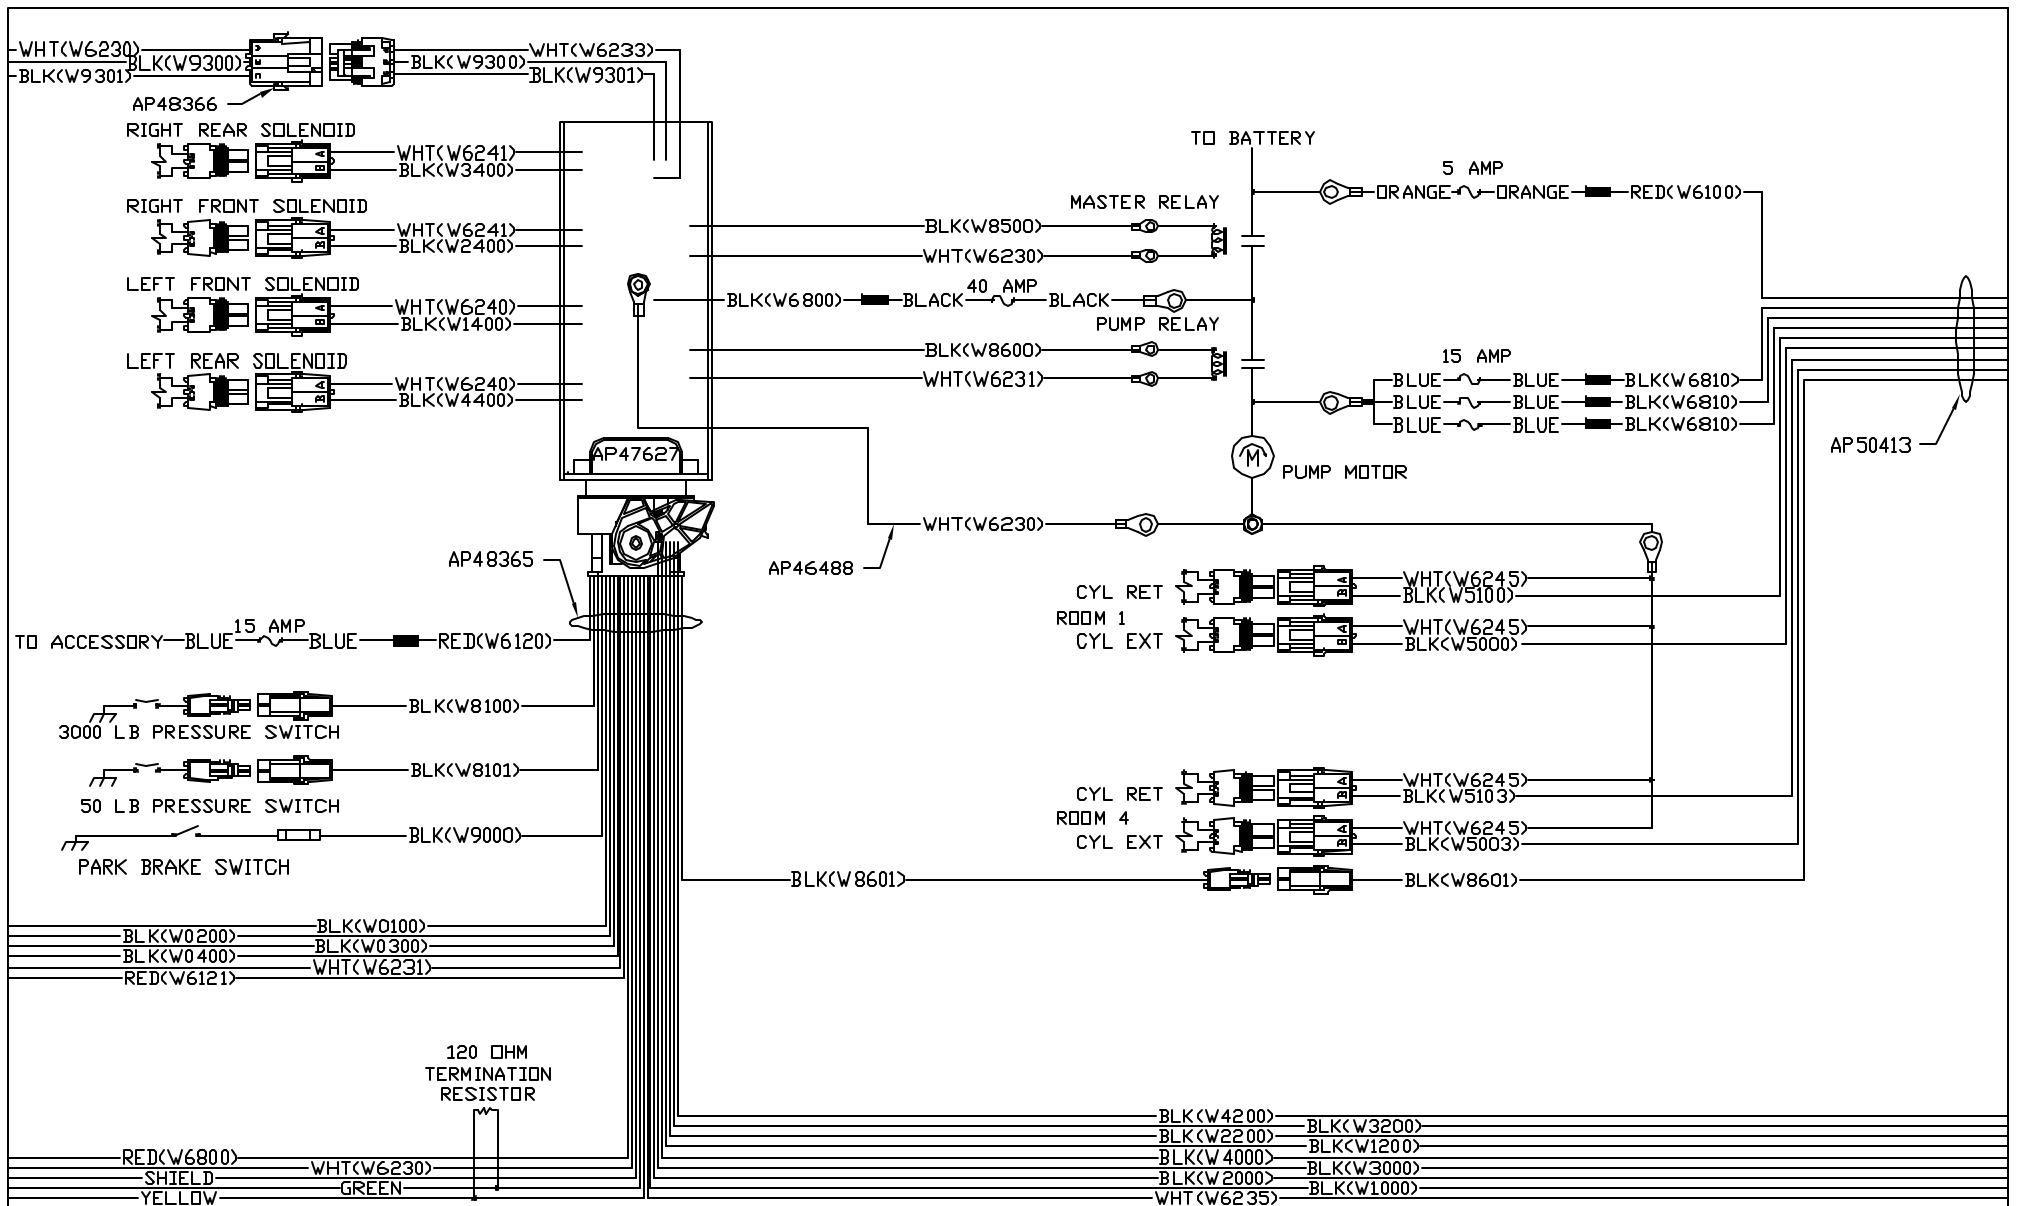 WHT(W6230)
BLK(W9300)
BLK(W9301)
WHT(W6233)
BLK(W9300)
BLK(W9301)
AP48366
RIGHT REAR SOLENOID
A
B
WHT(W6241)
BLK(W3400)
RIGHT FRONT SOLENOID
A
B
WHT(W6241)
BLK(W2400)
LEFT FRONT SOLENOID
A
B
WHT(W6240)
BLK(W1400)
LEFT REAR SOLENOID
A
B
WHT(W6240)
BLK(W4400)
AP47627
TO BATTERY
5 AMP
ORANGE
ORANGE
RED(W6100)
MASTER RELAY
BLK(W8500)
WHT(W6230)
40 AMP
BLK(W6800)
BLACK
BLACK
PUMP RELAY
BLK(W8600)
WHT(W6231)
15 AMP
BLUE
BLUE
BLK(W6810)
BLUE
BLUE
BLK(W6810)
BLUE
BLUE
BLK(W6810)
AP50413
M
PUMP MOTOR
WHT(W6230)
AP46488
AP48365
CYL RET
A
B
WHT(W6245)
BLK(W5100)
ROOM 1
CYL EXT
A
B
WHT(W6245)
BLK(W5000)
15 AMP
TO ACCESSORY
BLUE
BLUE
RED(W6120)
BLK(W8100)
3000 LB PRESSURE SWITCH
BLK(W8101)
50 LB PRESSURE SWITCH
BLK(W9000)
PARK BRAKE SWITCH
CYL RET
A
B
WHT(W6245)
BLK(W5103)
ROOM 4
CYL EXT
A
B
WHT(W6245)
BLK(W5003)
BLK(W8601)
BLK(W8601)
BLK(W0100)
BLK(W0200)
BLK(W0300)
BLK(W0400)
WHT(W6231)
RED(W6121)
120 OHM
TERMINATION
RESISTOR
RED(W6800)
WHT(W6230)
SHIELD
GREEN
YELLOW
BLK(W4200)
BLK(W3200)
BLK(W2200)
BLK(W1200)
BLK(W4000)
BLK(W3000)
BLK(W2000)
BLK(W1000)
WHT(W6235)